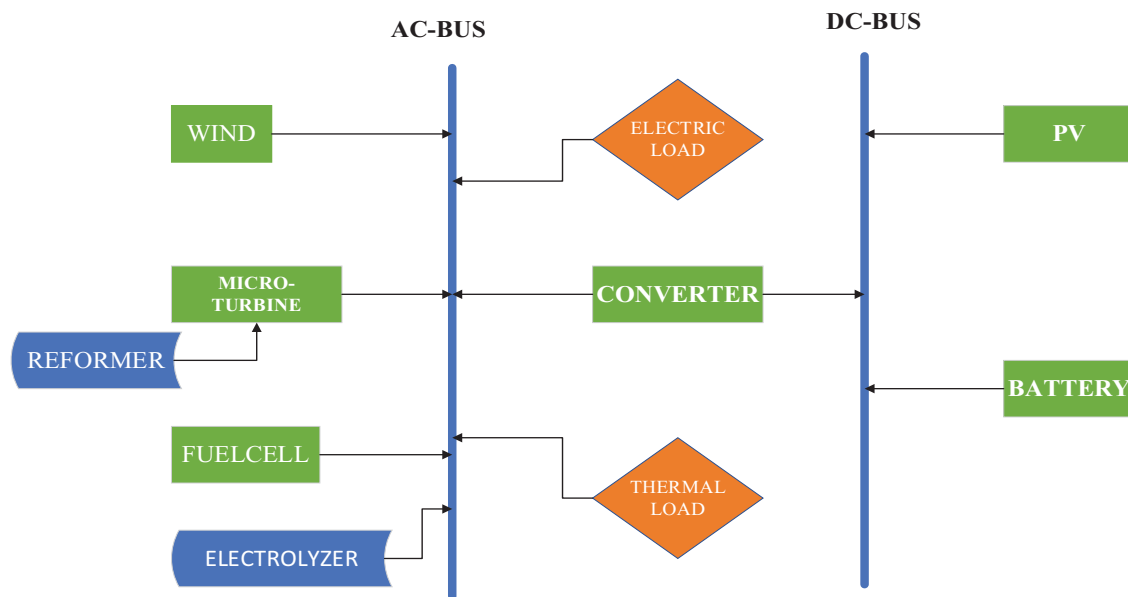 AC-BUS
DC-BUS
WIND
ELECTRIC
LOAD
PV
MICRO-
TURBINE
CONVERTER
REFORMER
BATTERY
FUELCELL
THERMAL
LOAD
ELECTROLYZER